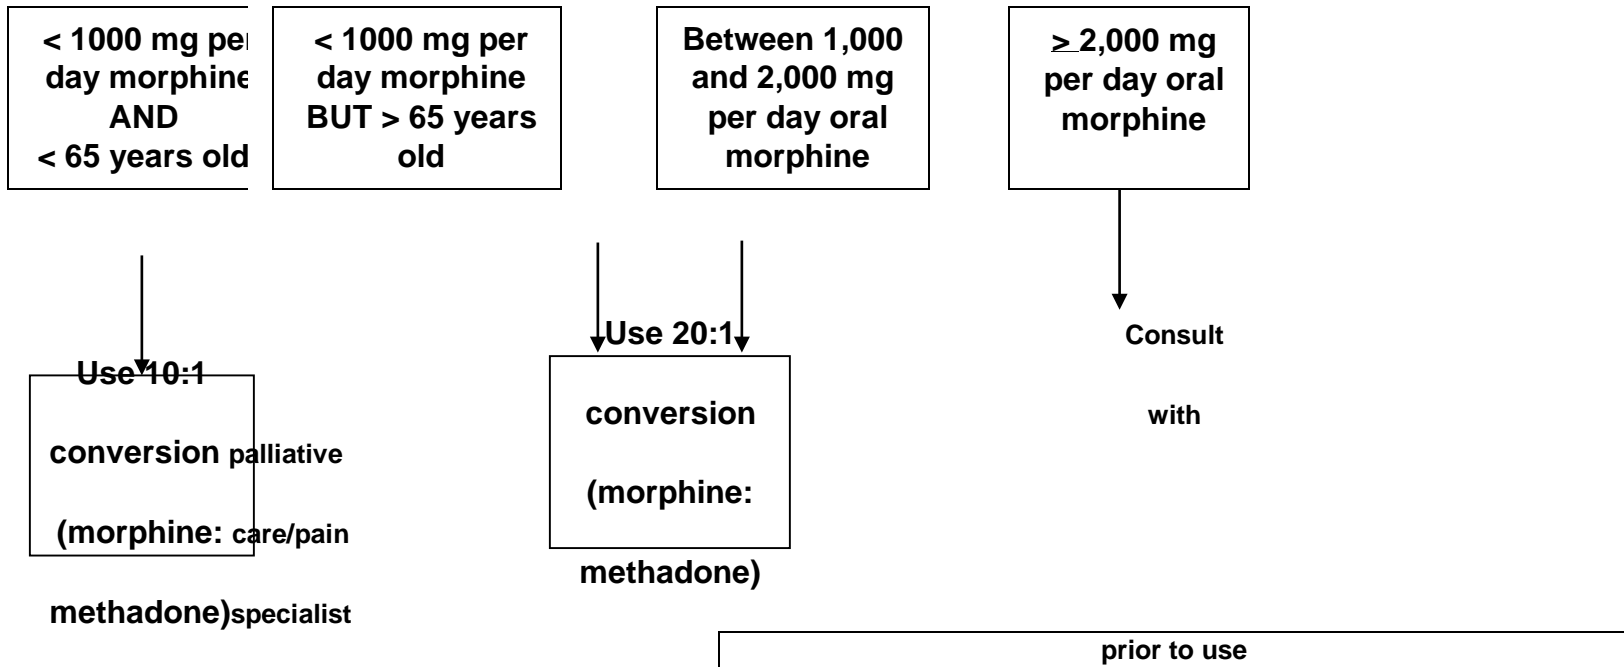 < 1000 mg per
day morphine
AND
< 65 years old
< 1000 mg per
day morphine
BUT > 65 years
old
Between 1,000
and 2,000 mg
per day oral
morphine
> 2,000 mg
per day oral
morphine
Use 10:1
conversion palliative
(morphine: care/pain
methadone)specialist
Use 20:1
conversion
(morphine:
methadone)
Consult
with
prior to use